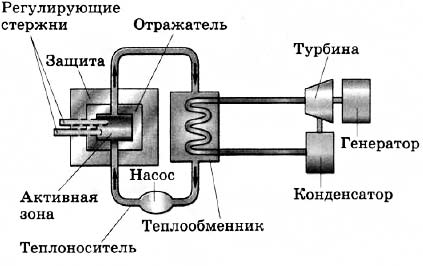 Регулирующие
стержни
Отражатель
Защита
Турбина
Генератор
Насос
Конденсатор
Активная
зона
Теплообменник
Теплоноситель